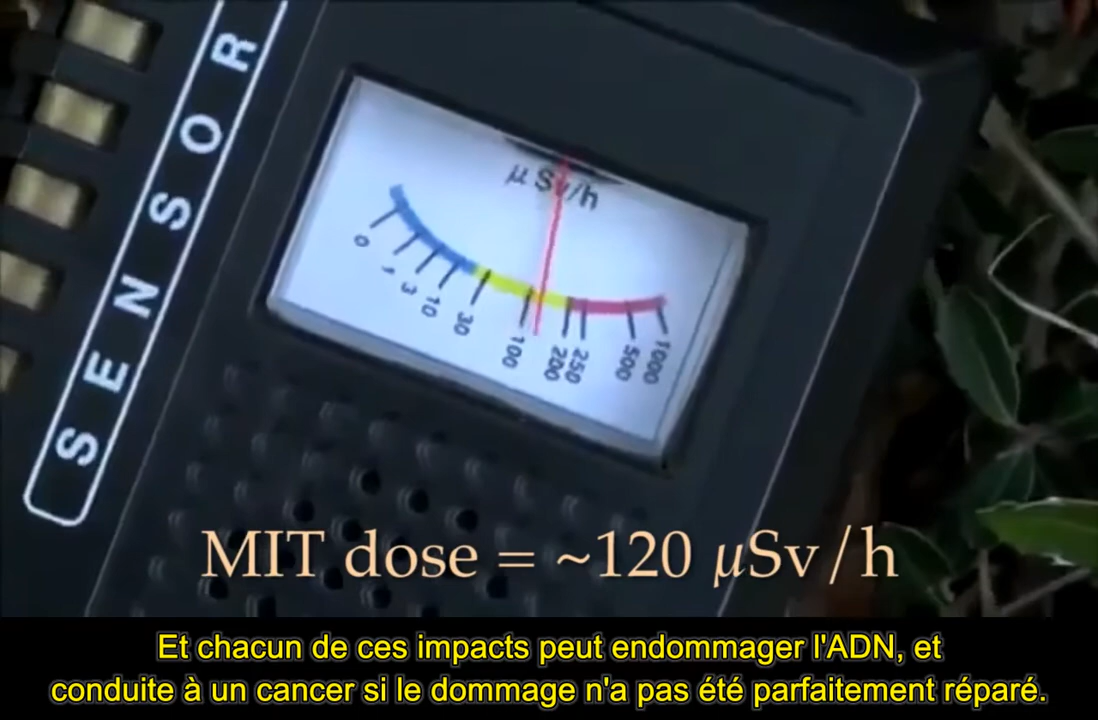 SENSOR
μ Sv/h
0 1 3 10 30 100 200 250 500 1000
MIT dose = ~120 μSv/h
Et chacun de ces impacts peut endommager l'ADN, et
conduite à un cancer si le dommage n'a pas été parfaitement réparé.